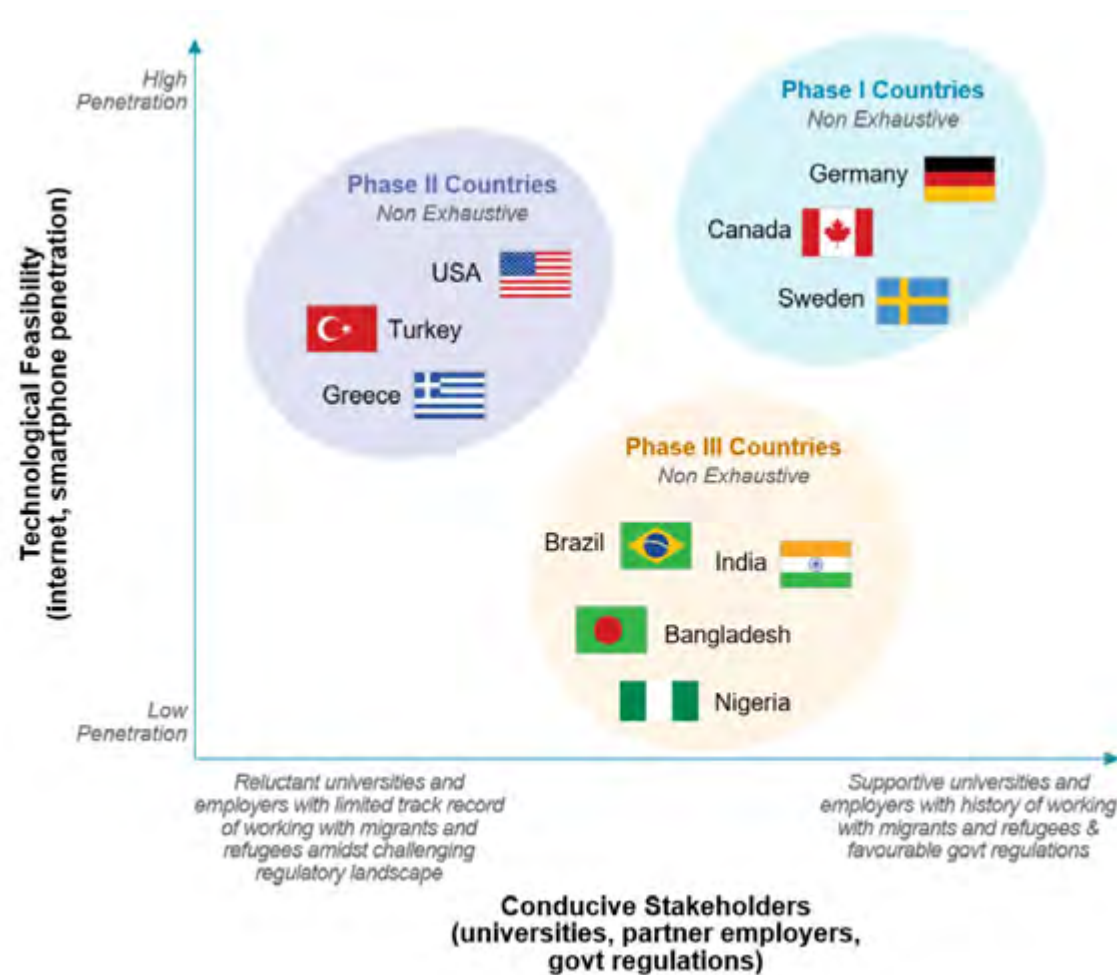 High
Penetration
Phase I Countries
Non Exhaustive
Germany
Canada
Sweden
Phase II Countries
Non Exhaustive
USA
Turkey
Greece
Phase III Countries
Non Exhaustive
Brazil
India
Bangladesh
Nigeria
Technological Feasibility
(internet, smartphone penetration)
Low
Penetration
Reluctant universities and
employers with limited track record
of working with migrants and
refugees amidst challenging
regulatory landscape
Supportive universities and
employers with history of working
with migrants and refugees &
favourable govt regulations
Conducive Stakeholders
(universities, partner employers,
govt regulations)